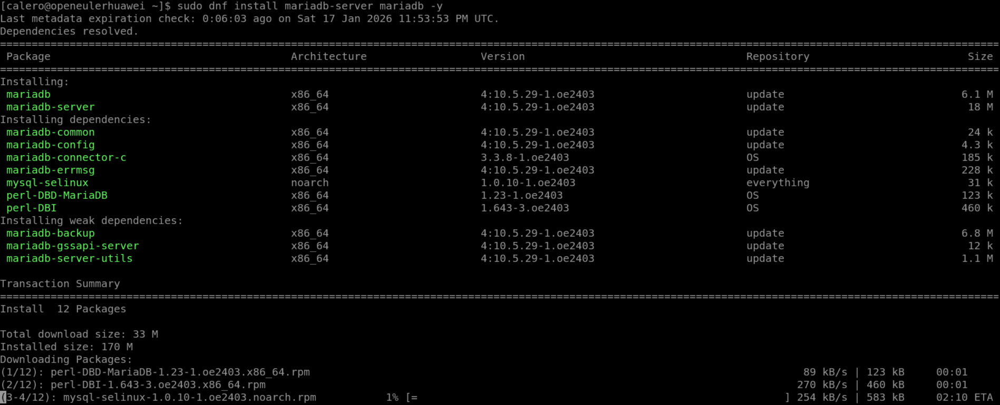 [calero@openeulerhuawei ~]$ sudo dnf install mariadb-server mariadb -y
Last metadata expiration check: 0:06:03 ago on Sat 17 Jan 2026 11:53:53 PM UTC.
Dependencies resolved.
Package Architecture Version Repository Size
Installing:
mariadb x86_64 4:10.5.29-1.oe2403 update 6.1 M
mariadb-server x86_64 4:10.5.29-1.oe2403 update 18 M
Installing dependencies:
mariadb-common x86_64 4:10.5.29-1.oe2403 update 24 k
mariadb-config x86_64 4:10.5.29-1.oe2403 update 4.3 k
mariadb-connector-c x86_64 3.3.8-1.oe2403 OS 185 k
mariadb-errmsg x86_64 4:10.5.29-1.oe2403 update 228 k
mysql-selinux noarch 1.0.10-1.oe2403 everything 31 k
perl-DBD-MariaDB x86_64 1.23-1.oe2403 OS 123 k
perl-DBI x86_64 1.643-3.oe2403 OS 460 k
Installing weak dependencies:
mariadb-backup x86_64 4:10.5.29-1.oe2403 update 6.8 M
mariadb-gssapi-server x86_64 4:10.5.29-1.oe2403 update 12 k
mariadb-server-utils x86_64 4:10.5.29-1.oe2403 update 1.1 M
Transaction Summary
Install  12 Packages
Total download size: 33 M
Installed size: 170 M
Downloading Packages:
(1/12): perl-DBD-MariaDB-1.23-1.oe2403.x86_64.rpm 89 kB/s | 123 kB 00:01
(2/12): perl-DBI-1.643-3.oe2403.x86_64.rpm 270 kB/s | 460 kB 00:01
(3-4/12): mysql-selinux-1.0.10-1.oe2403.noarch.rpm 1% [= ] 254 kB/s | 583 kB 02:10 ETA